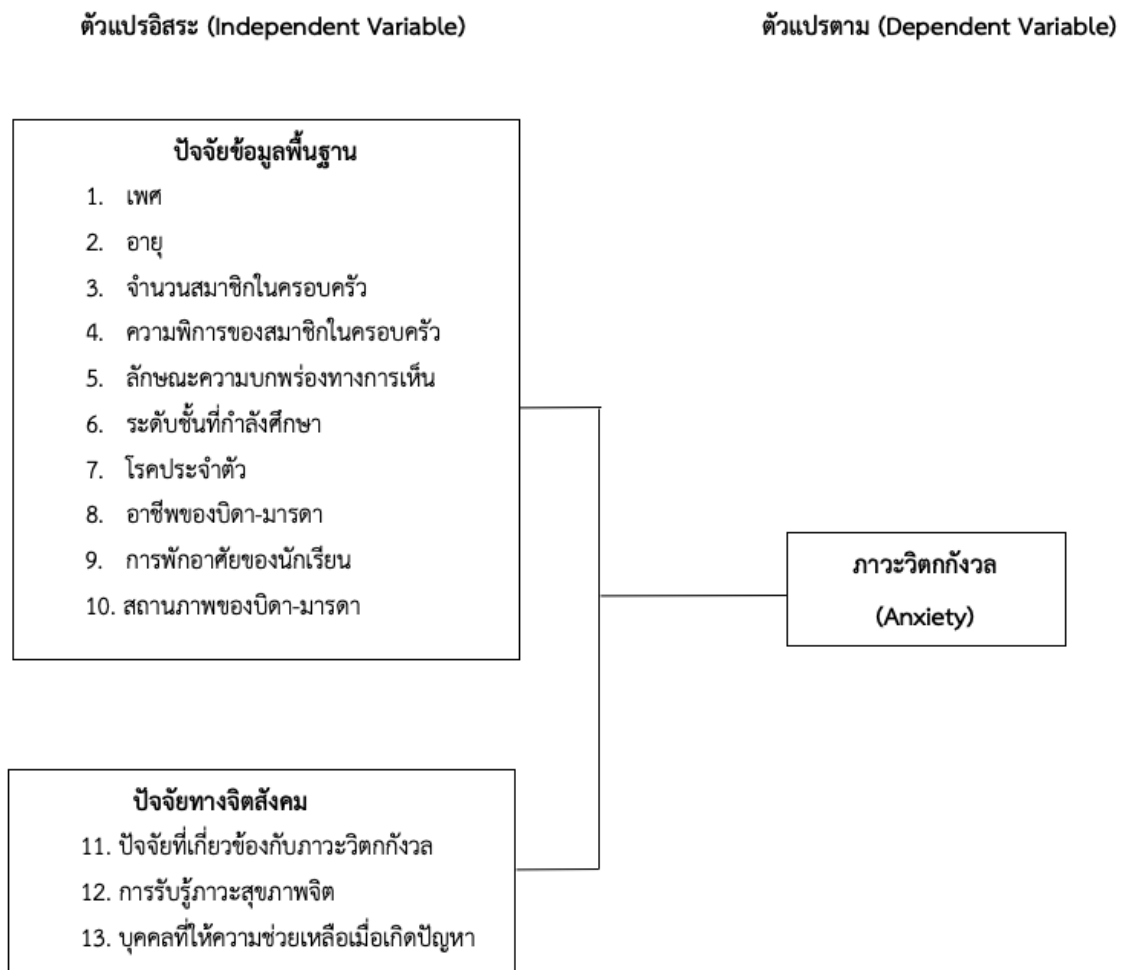 ตัวแปรอิสระ (Independent Variable)
ตัวแปรตาม (Dependent Variable)
ปัจจัยข้อมูลพื้นฐาน
1. เพศ
2. อายุ
3. จำนวนสมาชิกในครอบครัว
4. ความพิการของสมาชิกในครอบครัว
5. ลักษณะความบกพร่องทางการเห็น
6. ระดับชั้นที่กำลังศึกษา
7. โรคประจำตัว
8. อาชีพของบิดา-มารดา
9. การพักอาศัยของนักเรียน
10. สถานภาพของบิดา-มารดา
ภาวะวิตกกังวล
(Anxiety)
ปัจจัยทางจิตสังคม
11. ปัจจัยที่เกี่ยวข้องกับภาวะวิตกกังวล
12. การรับรู้ภาวะสุขภาพจิต
13. บุคคลที่ให้ความช่วยเหลือเมื่อเกิดปัญหา